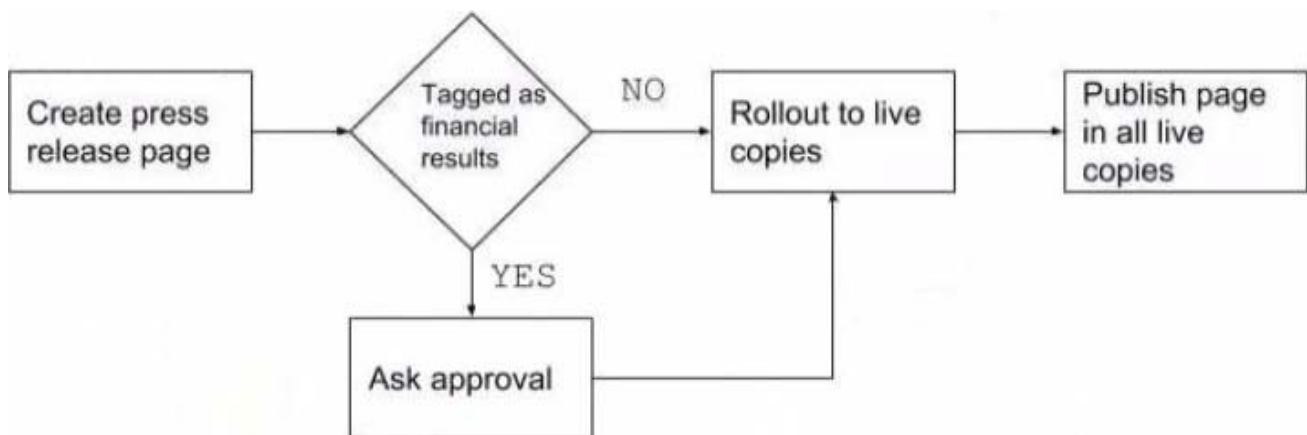 Create press
release page
Tagged as
financial
results
NO
Rollout to live
copies
Publish page
in all live
copies
YES
Ask approval